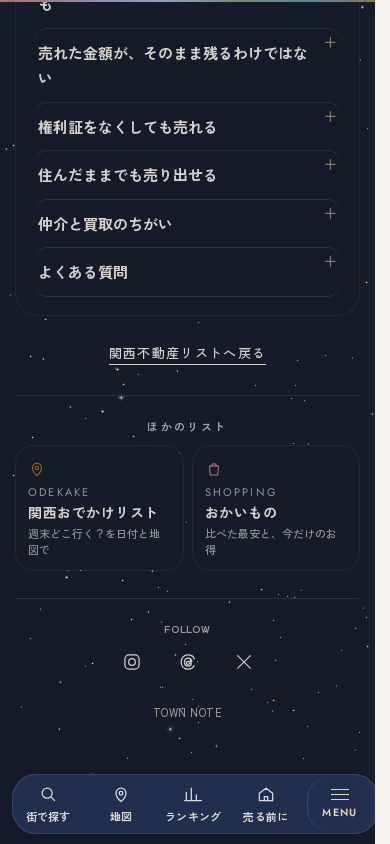 も
売れた金額が、そのまま残るわけではな
い
権利証をなくしても売れる
住んだままでも売り出せる
仲介と買取のちがい
よくある質問
関西不動産リストへ戻る
ほかのリスト
ODEKAKE
関西おでかけリスト
週末どこ行く？を日付と地
図で
SHOPPING
おかいもの
比べた最安と、今だけのお
得
FOLLOW
TOWN NOTE
街で探す
地図
ランキング
売る前に
MENU